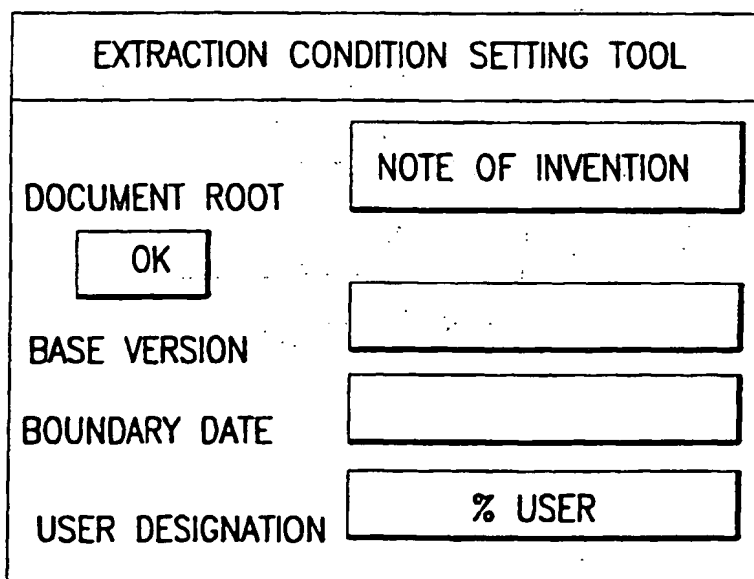 EXTRACTION CONDITION SETTING TOOL
NOTE OF INVENTION
DOCUMENT ROOT
OK
BASE VERSION
BOUNDARY DATE
% USER
USER DESIGNATION